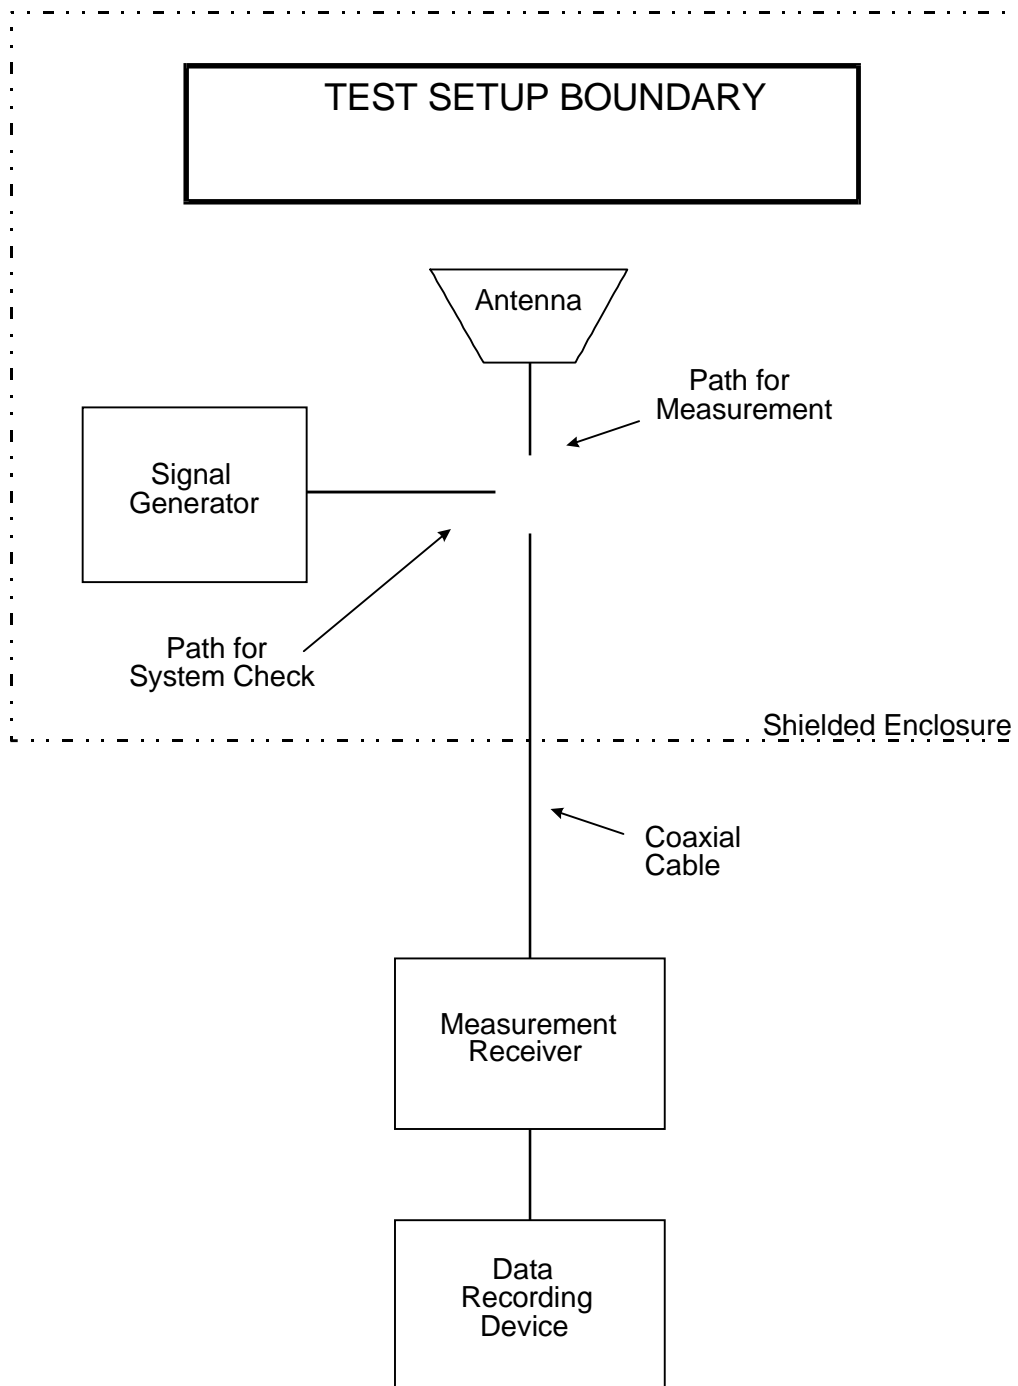 TEST SETUP BOUNDARY
Antenna
Path for
Measurement
Signal
Generator
Path for
System Check
Shielded Enclosure
Coaxial
Cable
Measurement
Receiver
Data
Recording
Device